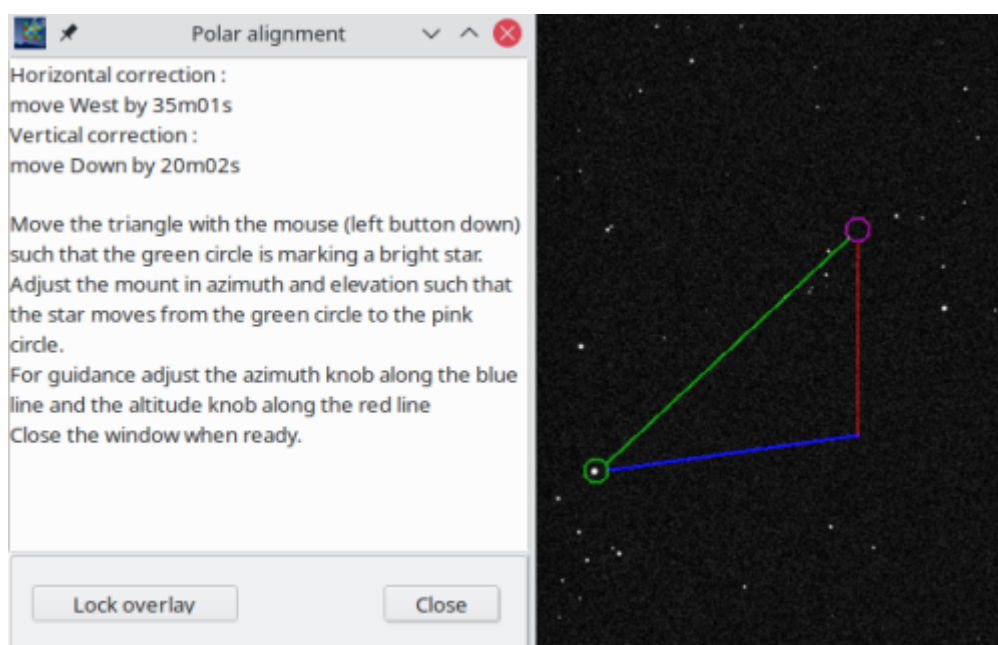 Polar alignment
Horizontal correction :
move West by 35m01s
Vertical correction :
move Down by 20m02s
Move the triangle with the mouse (left button down)
such that the green circle is marking a bright star.
Adjust the mount in azimuth and elevation such that
the star moves from the green circle to the pink
circle.
For guidance adjust the azimuth knob along the blue
line and the altitude knob along the red line
Close the window when ready.
Lock overlay
Close